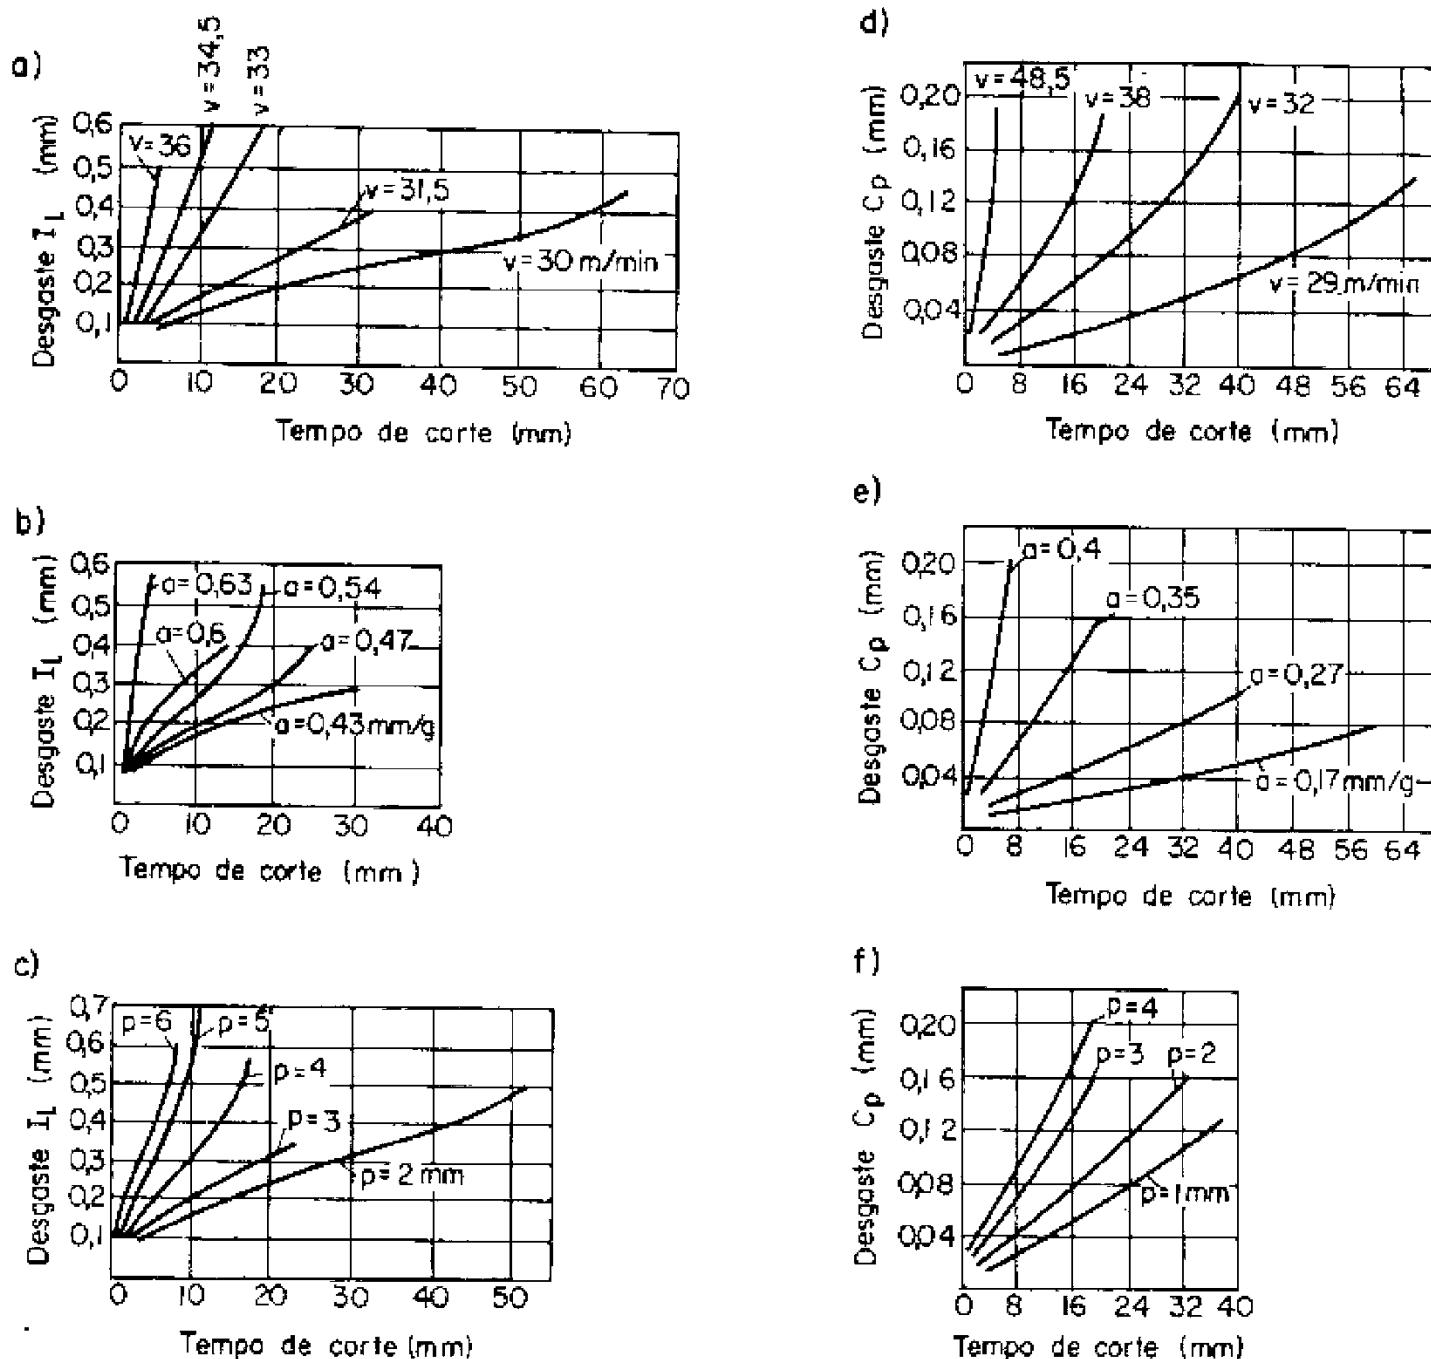 a)
v=34,5
v=33
Desgaste I_L (mm)
0,6
0,5
0,4
0,3
0,2
0,1
v=36
v=31,5
v=30 m/min
0 10 20 30 40 50 60 70
Tempo de corte (mm)
b)
Desgaste I_L (mm)
0,6
0,5
0,4
0,3
0,2
0,1
a=0,63
a=0,54
a=0,6
a=0,47
a=0,43 mm/g
0 10 20 30 40
Tempo de corte (mm)
c)
Desgaste I_L (mm)
0,7
0,6
0,5
0,4
0,3
0,2
0,1
p=6
p=5
p=4
p=3
p=2 mm
0 10 20 30 40 50
Tempo de corte (mm)
d)
Desgaste C_p (mm)
0,20
0,16
0,12
0,08
0,04
v=48,5
v=38
v=32
v=29 m/min
0 8 16 24 32 40 48 56 64
Tempo de corte (mm)
e)
Desgaste C_p (mm)
0,20
0,16
0,12
0,08
0,04
a=0,4
a=0,35
a=0,27
a=0,17 mm/g
0 8 16 24 32 40 48 56 64
Tempo de corte (mm)
f)
Desgaste C_p (mm)
0,20
0,16
0,12
0,08
0,04
p=4
p=3
p=2
p=1mm
0 8 16 24 32 40
Tempo de corte (mm)